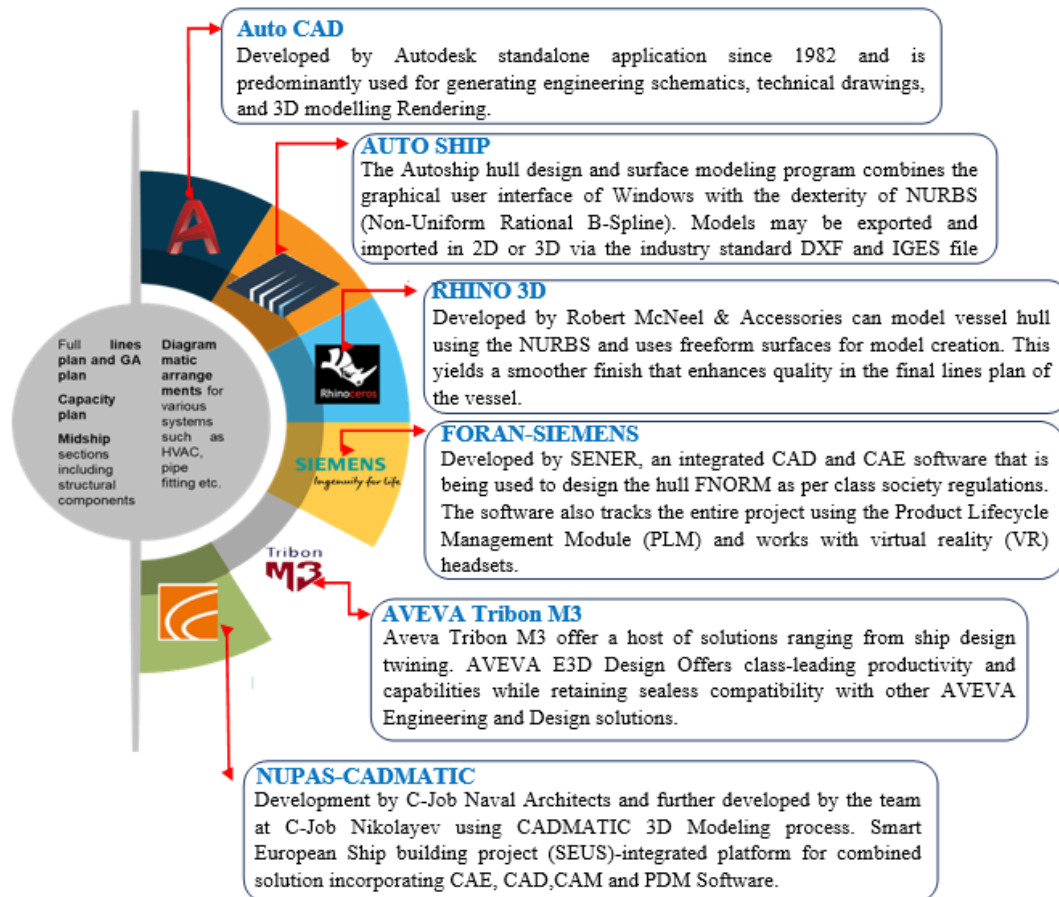 Auto CAD
Developed by Autodesk standalone application since 1982 and is
predominantly used for generating engineering schematics, technical drawings,
and 3D modelling Rendering.
AUTO SHIP
The Autoship hull design and surface modeling program combines the
graphical user interface of Windows with the dexterity of NURBS
(Non-Uniform Rational B-Spline). Models may be exported and
imported in 2D or 3D via the industry standard DXF and IGES file
RHINO 3D
Developed by Robert McNeel & Accessories can model vessel hull
using the NURBS and uses freeform surfaces for model creation. This
yields a smoother finish that enhances quality in the final lines plan of
the vessel.
FORAN-SIEMENS
Developed by SENER, an integrated CAD and CAE software that is
being used to design the hull FNORM as per class society regulations.
The software also tracks the entire project using the Product Lifecycle
Management Module (PLM) and works with virtual reality (VR)
headsets.
AVEVA Tribon M3
Aveva Tribon M3 offer a host of solutions ranging from ship design
twining. AVEVA E3D Design Offers class-leading productivity and
capabilities while retaining sealess compatibility with other AVEVA
Engineering and Design solutions.
NUPAS-CADMATIC
Development by C-Job Naval Architects and further developed by the team
at C-Job Nikolayev using CADMATIC 3D Modeling process. Smart
European Ship building project (SEUS)-integrated platform for combined
solution incorporating CAE, CAD,CAM and PDM Software.
Full lines
plan and GA
plan
Capacity
plan
Midship
sections
including
structural
components
Diagram
matic
arrange
ments for
various
systems
such as
HVAC,
pipe
fitting etc.
A
Rhinoceros
SIEMENS
Ingenuity for Life
Tribon
M3